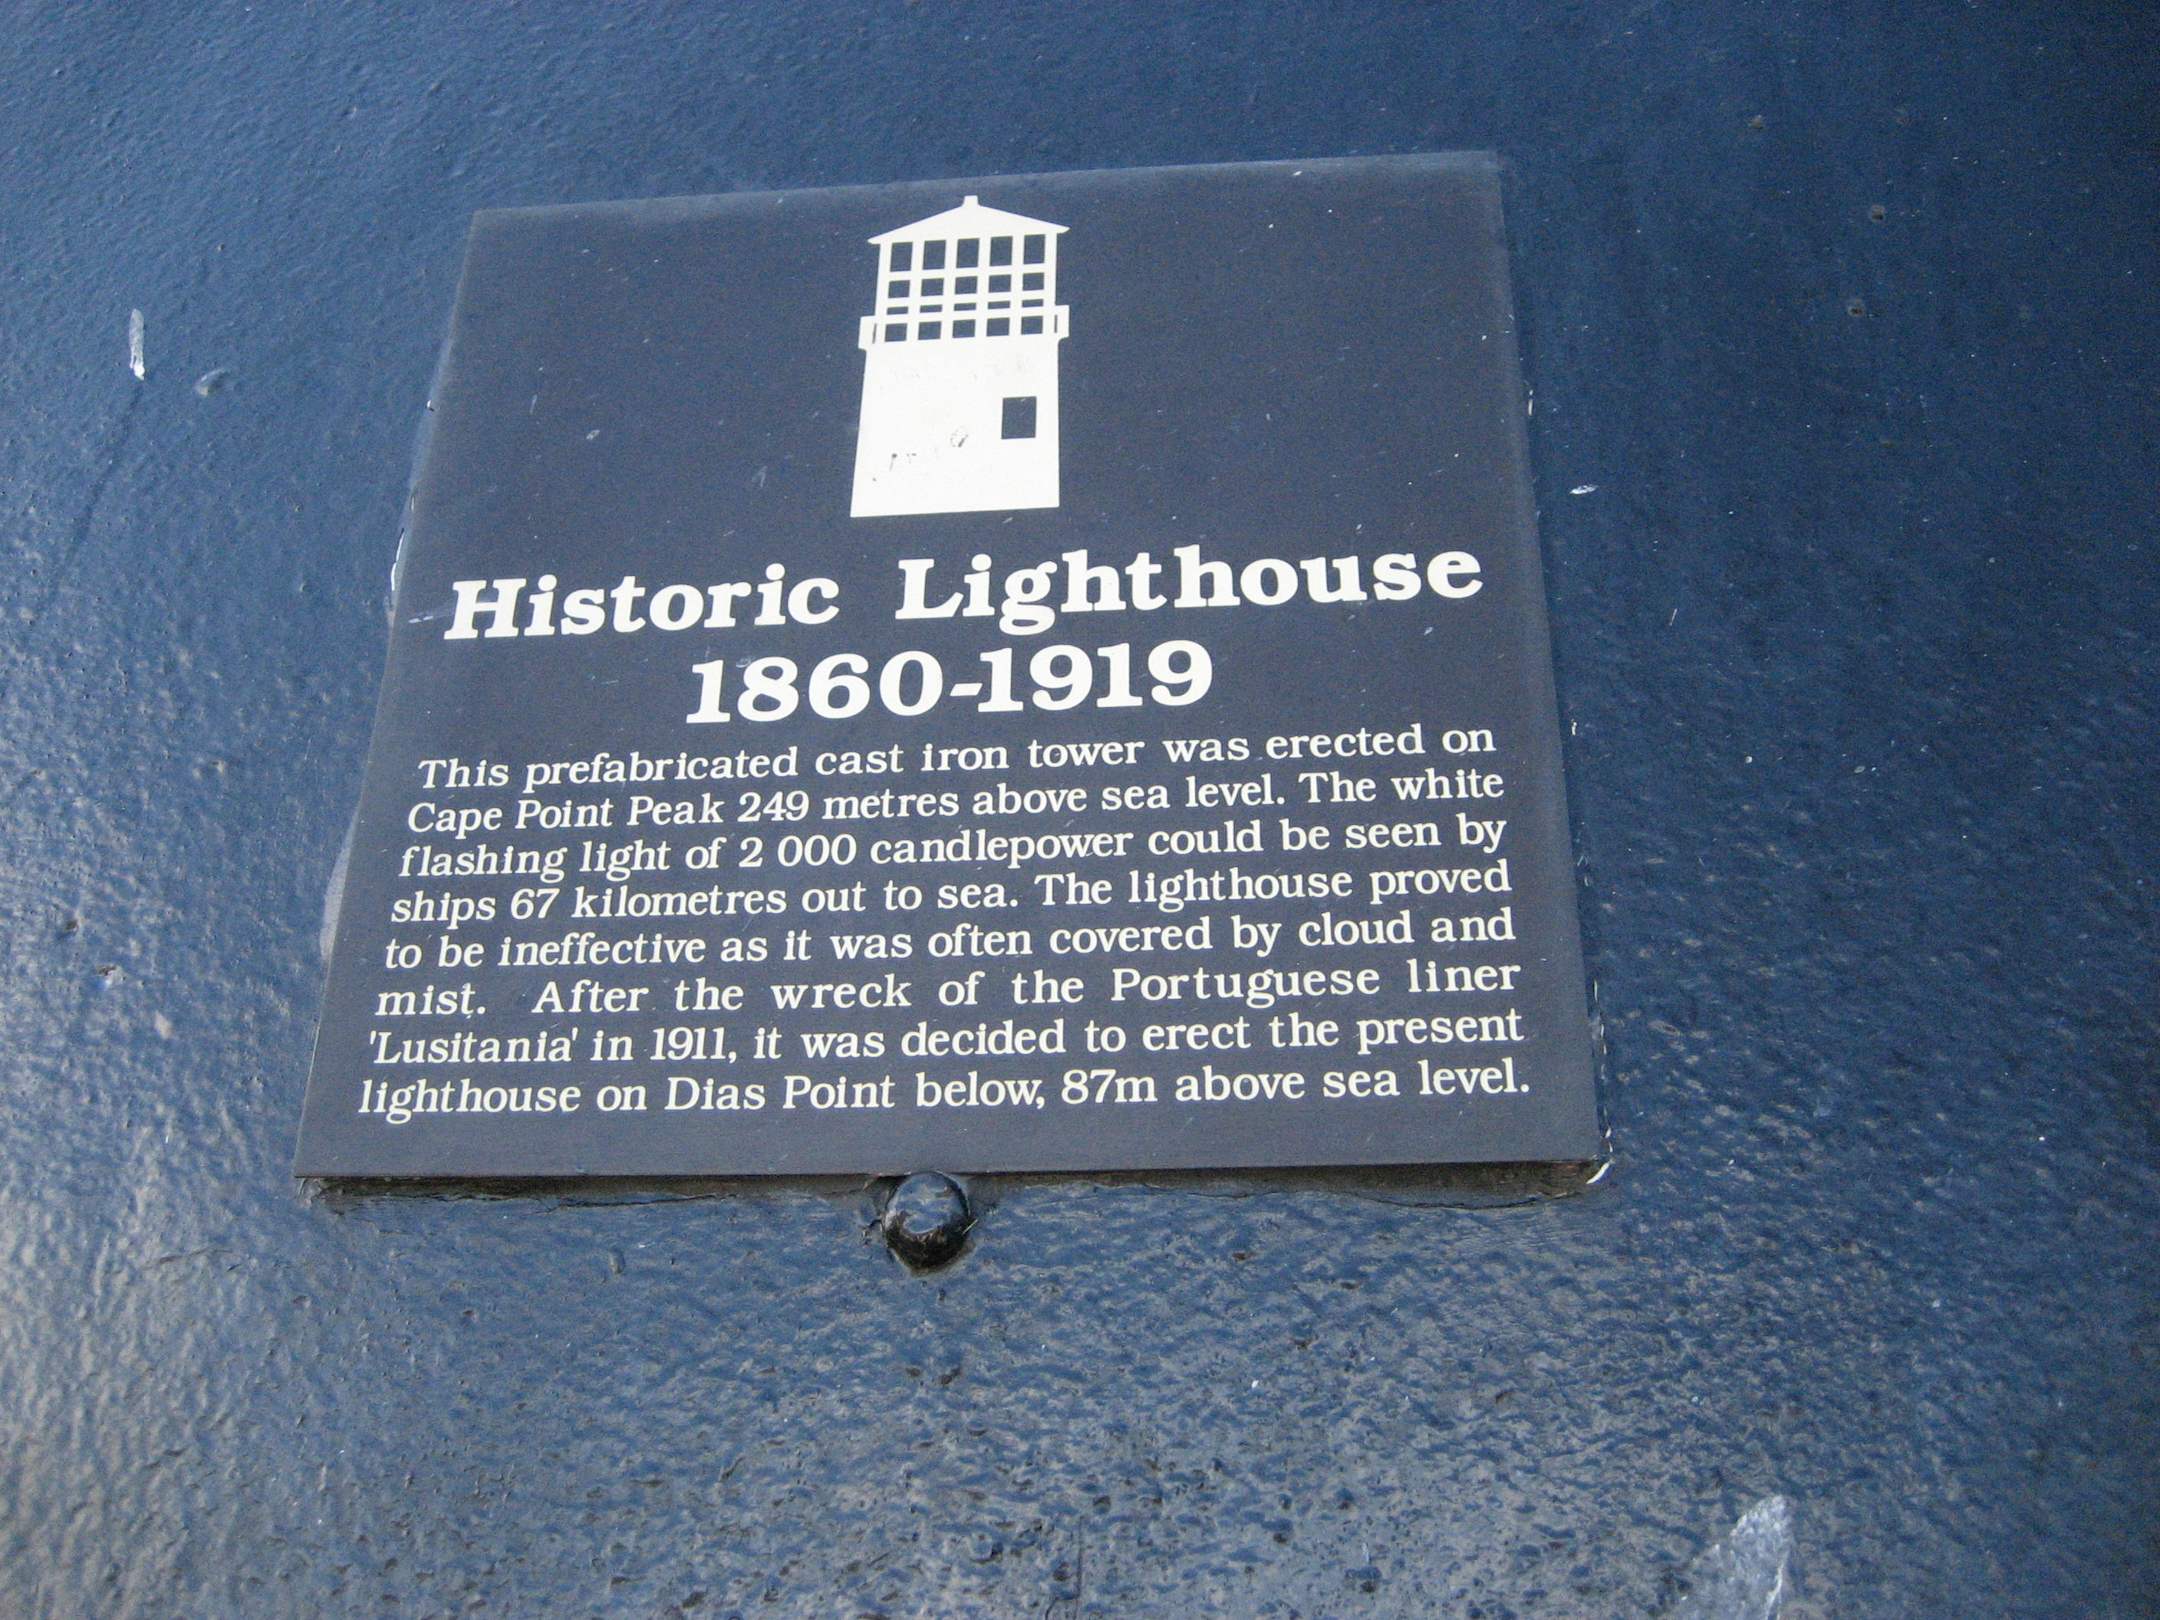 Historic Lighthouse
1860-1919
This prefabricated cast iron tower was erected on
Cape Point Peak 249 metres above sea level. The white
flashing light of 2 000 candlepower could be seen by
ships 67 kilometres out to sea. The lighthouse proved
to be ineffective as it was often covered by cloud and
mist. After the wreck of the Portuguese liner
'Lusitania' in 1911, it was decided to erect the present
lighthouse on Dias Point below, 87m above sea level.